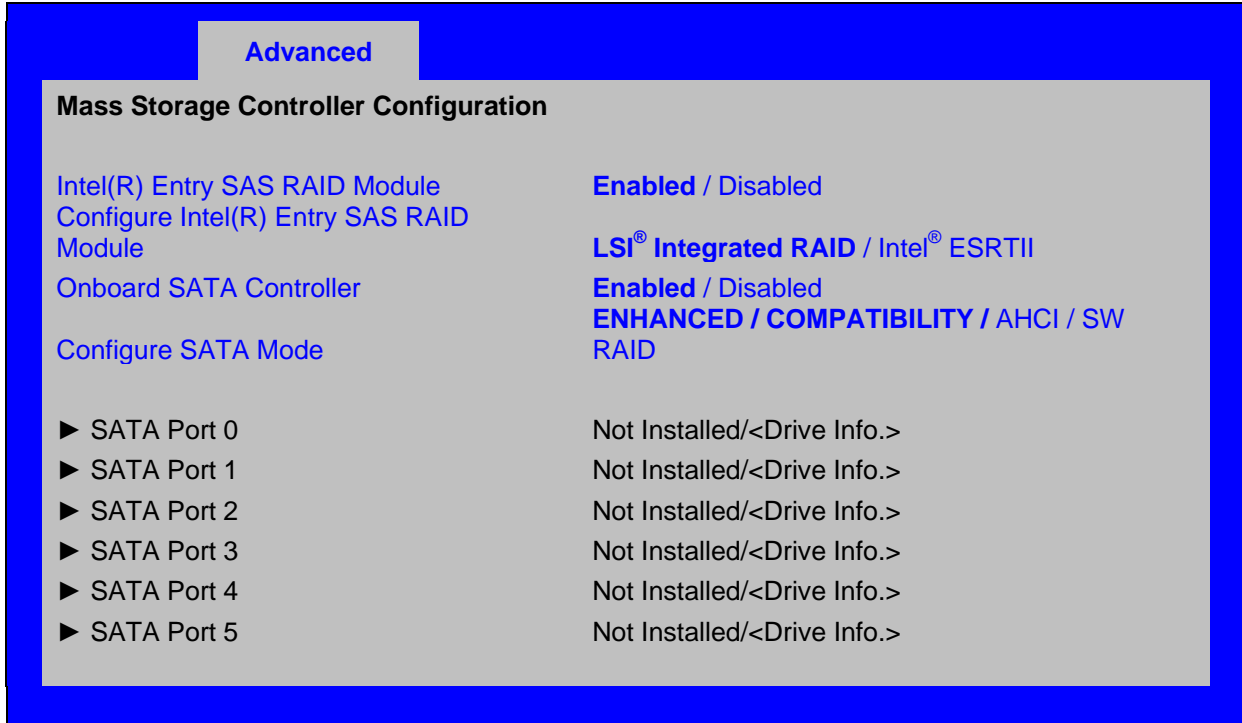 Advanced
Mass Storage Controller Configuration
Intel(R) Entry SAS RAID Module Enabled / Disabled
Configure Intel(R) Entry SAS RAID
Module LSI® Integrated RAID / Intel® ESRTII
Onboard SATA Controller Enabled / Disabled
ENHANCED / COMPATIBILITY / AHCI / SW
Configure SATA Mode RAID
► SATA Port 0 Not Installed/<Drive Info.>
► SATA Port 1 Not Installed/<Drive Info.>
► SATA Port 2 Not Installed/<Drive Info.>
► SATA Port 3 Not Installed/<Drive Info.>
► SATA Port 4 Not Installed/<Drive Info.>
► SATA Port 5 Not Installed/<Drive Info.>